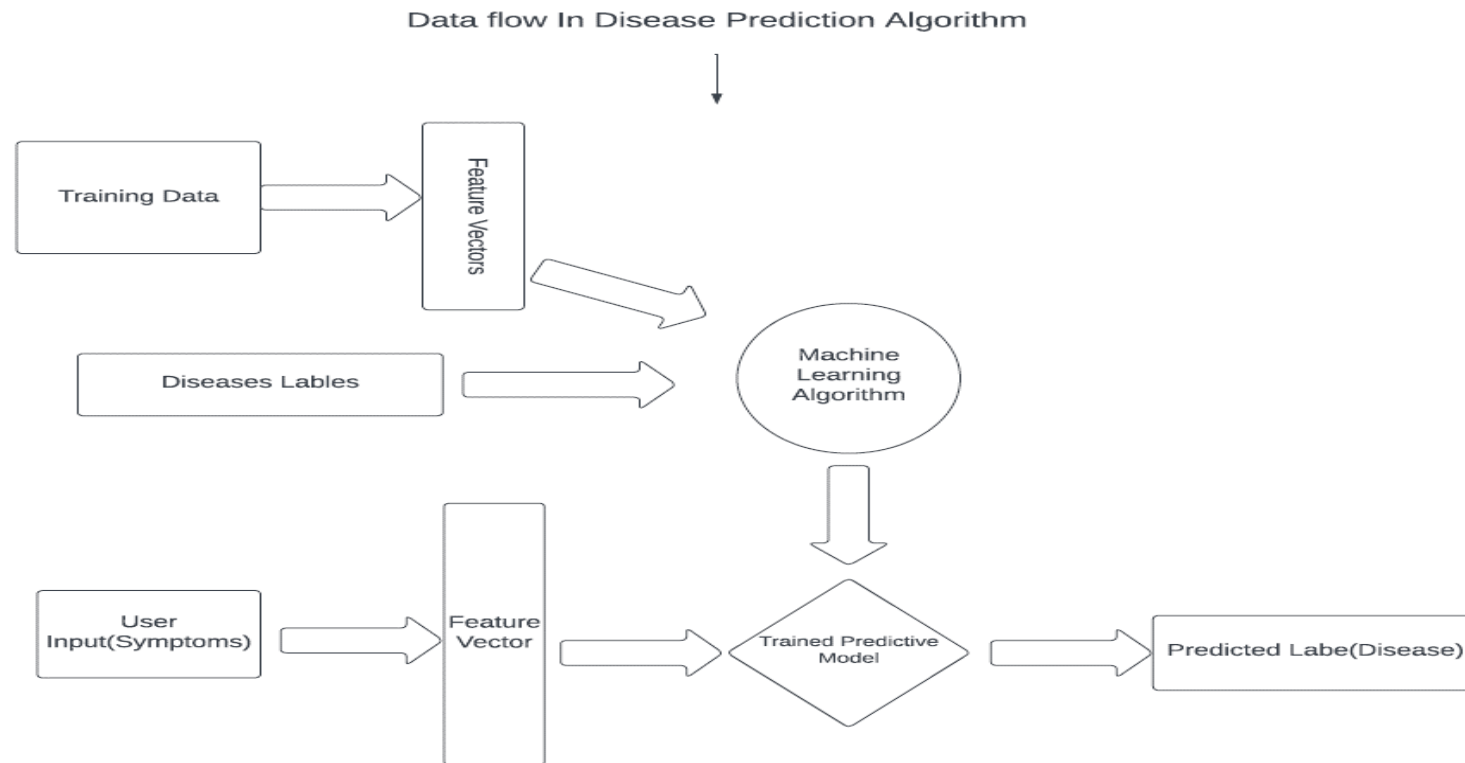 Data flow In Disease Prediction Algorithm
Training Data
Feature Vectors
Diseases Lables
Machine
Learning
Algorithm
User
Input(Symptoms)
Feature
Vector
Trained Predictive
Model
Predicted Labe(Disease)